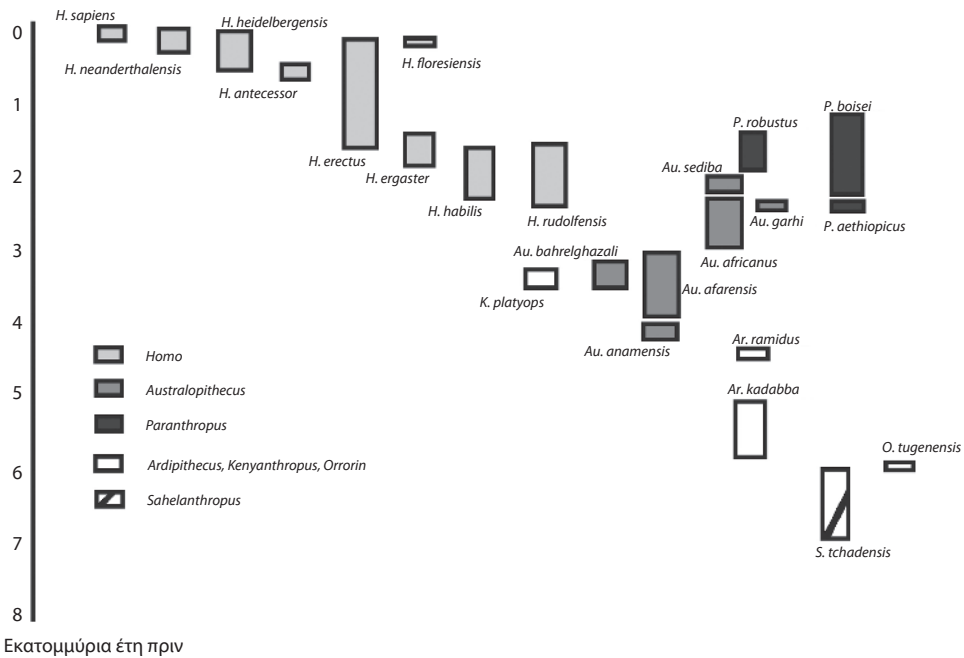 H. sapiens
H. heidelbergensis
0
H. neanderthalensis
H. floresiensis
H. antecessor
1
P. boisei
P. robustus
H. erectus
Au. sediba
H. ergaster
2
H. habilis
H. rudolfensis
Au. garhi
P. aethiopicus
3
Au. bahrelghazali
Au. africanus
K. platyops
Au. afarensis
4
Au. anamensis
Ar. ramidus
Homo
Australopithecus
5
Ar. kadabba
Paranthropus
O. tugenensis
Ardipithecus, Kenyanthropus, Orrorin
6
Sahelanthropus
7
S. tchadensis
8
Εκατομμύρια έτη πριν